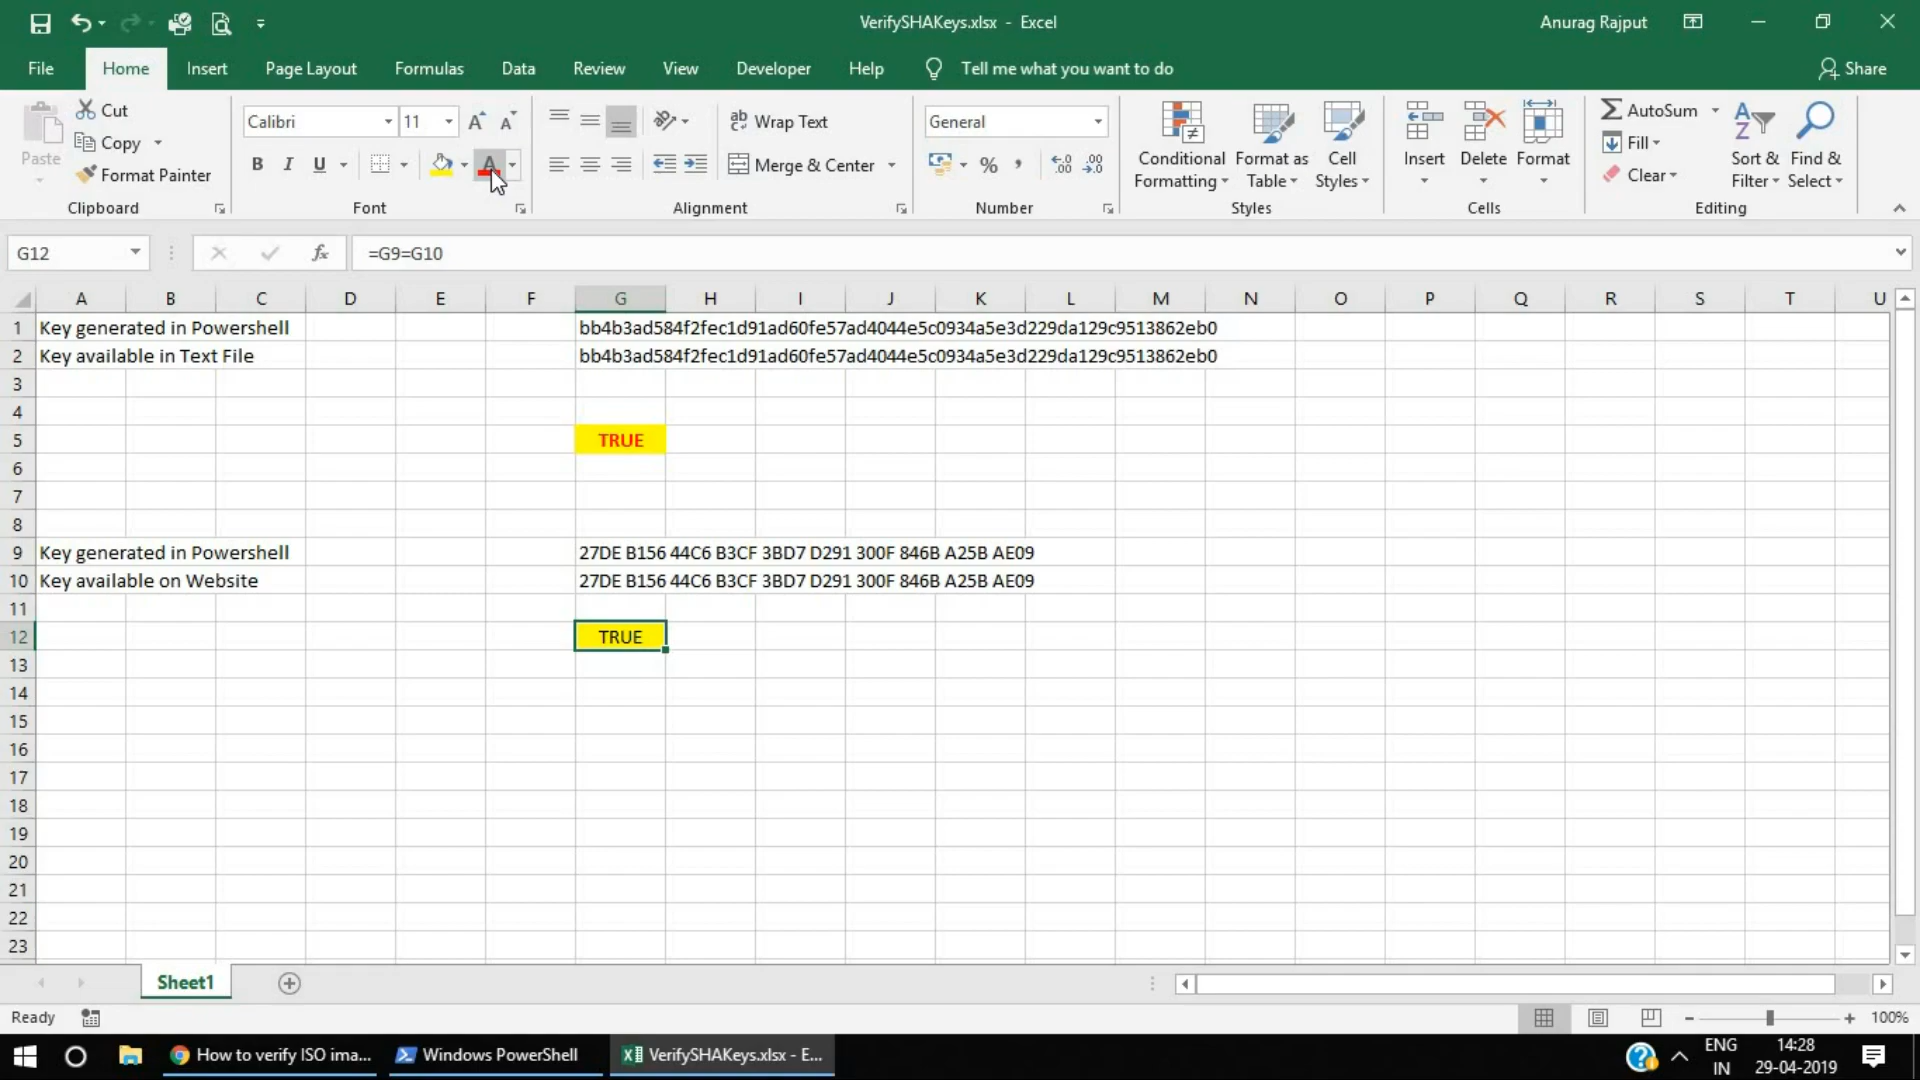 VerifySHAKeys.xlsx - Excel
Anurag Rajput
File Home Insert Page Layout Formulas Data Review View Developer Help Tell me what you want to do Share
Paste
Cut
Copy
Format Painter
Clipboard
Calibri 11
B I U
Font
Wrap Text
Merge & Center
Alignment
General
%
Number
Conditional Formatting
Format as Table
Cell Styles
Styles
Insert
Delete
Format
Cells
AutoSum
Fill
Clear
Sort & Filter
Find & Select
Editing
G12 fx =G9=G10
A B C D E F G H I J K L M N O P Q R S T U
1 Key generated in Powershell bb4b3ad584f2fec1d91ad60fe57ad4044e5c0934a5e3d229da129c9513862eb0
2 Key available in Text File bb4b3ad584f2fec1d91ad60fe57ad4044e5c0934a5e3d229da129c9513862eb0
3
4
5 TRUE
6
7
8
9 Key generated in Powershell 27DE B156 44C6 B3CF 3BD7 D291 300F 846B A25B AE09
10 Key available on Website 27DE B156 44C6 B3CF 3BD7 D291 300F 846B A25B AE09
11
12 TRUE
13
14
15
16
17
18
19
20
21
22
23
Sheet1
Ready 100%
How to verify ISO ima... Windows PowerShell VerifySHAKeys.xlsx - E...
ENG
IN
14:28
29-04-2019